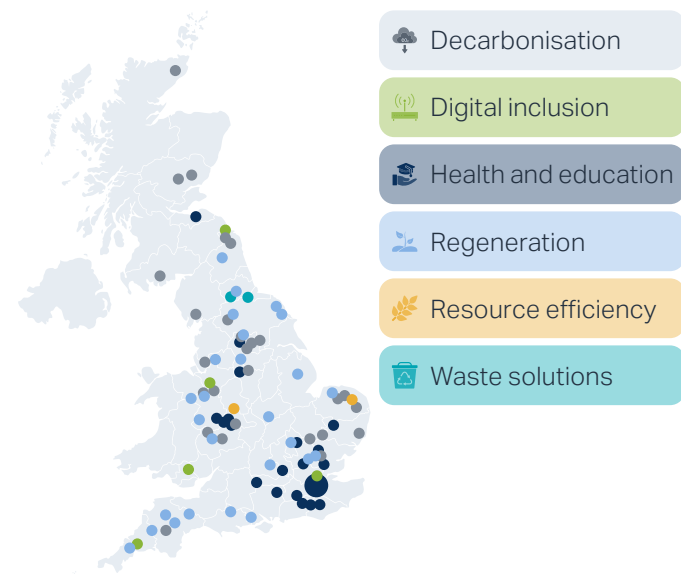 Decarbonisation
Digital inclusion
Health and education
Regeneration
Resource efficiency
Waste solutions